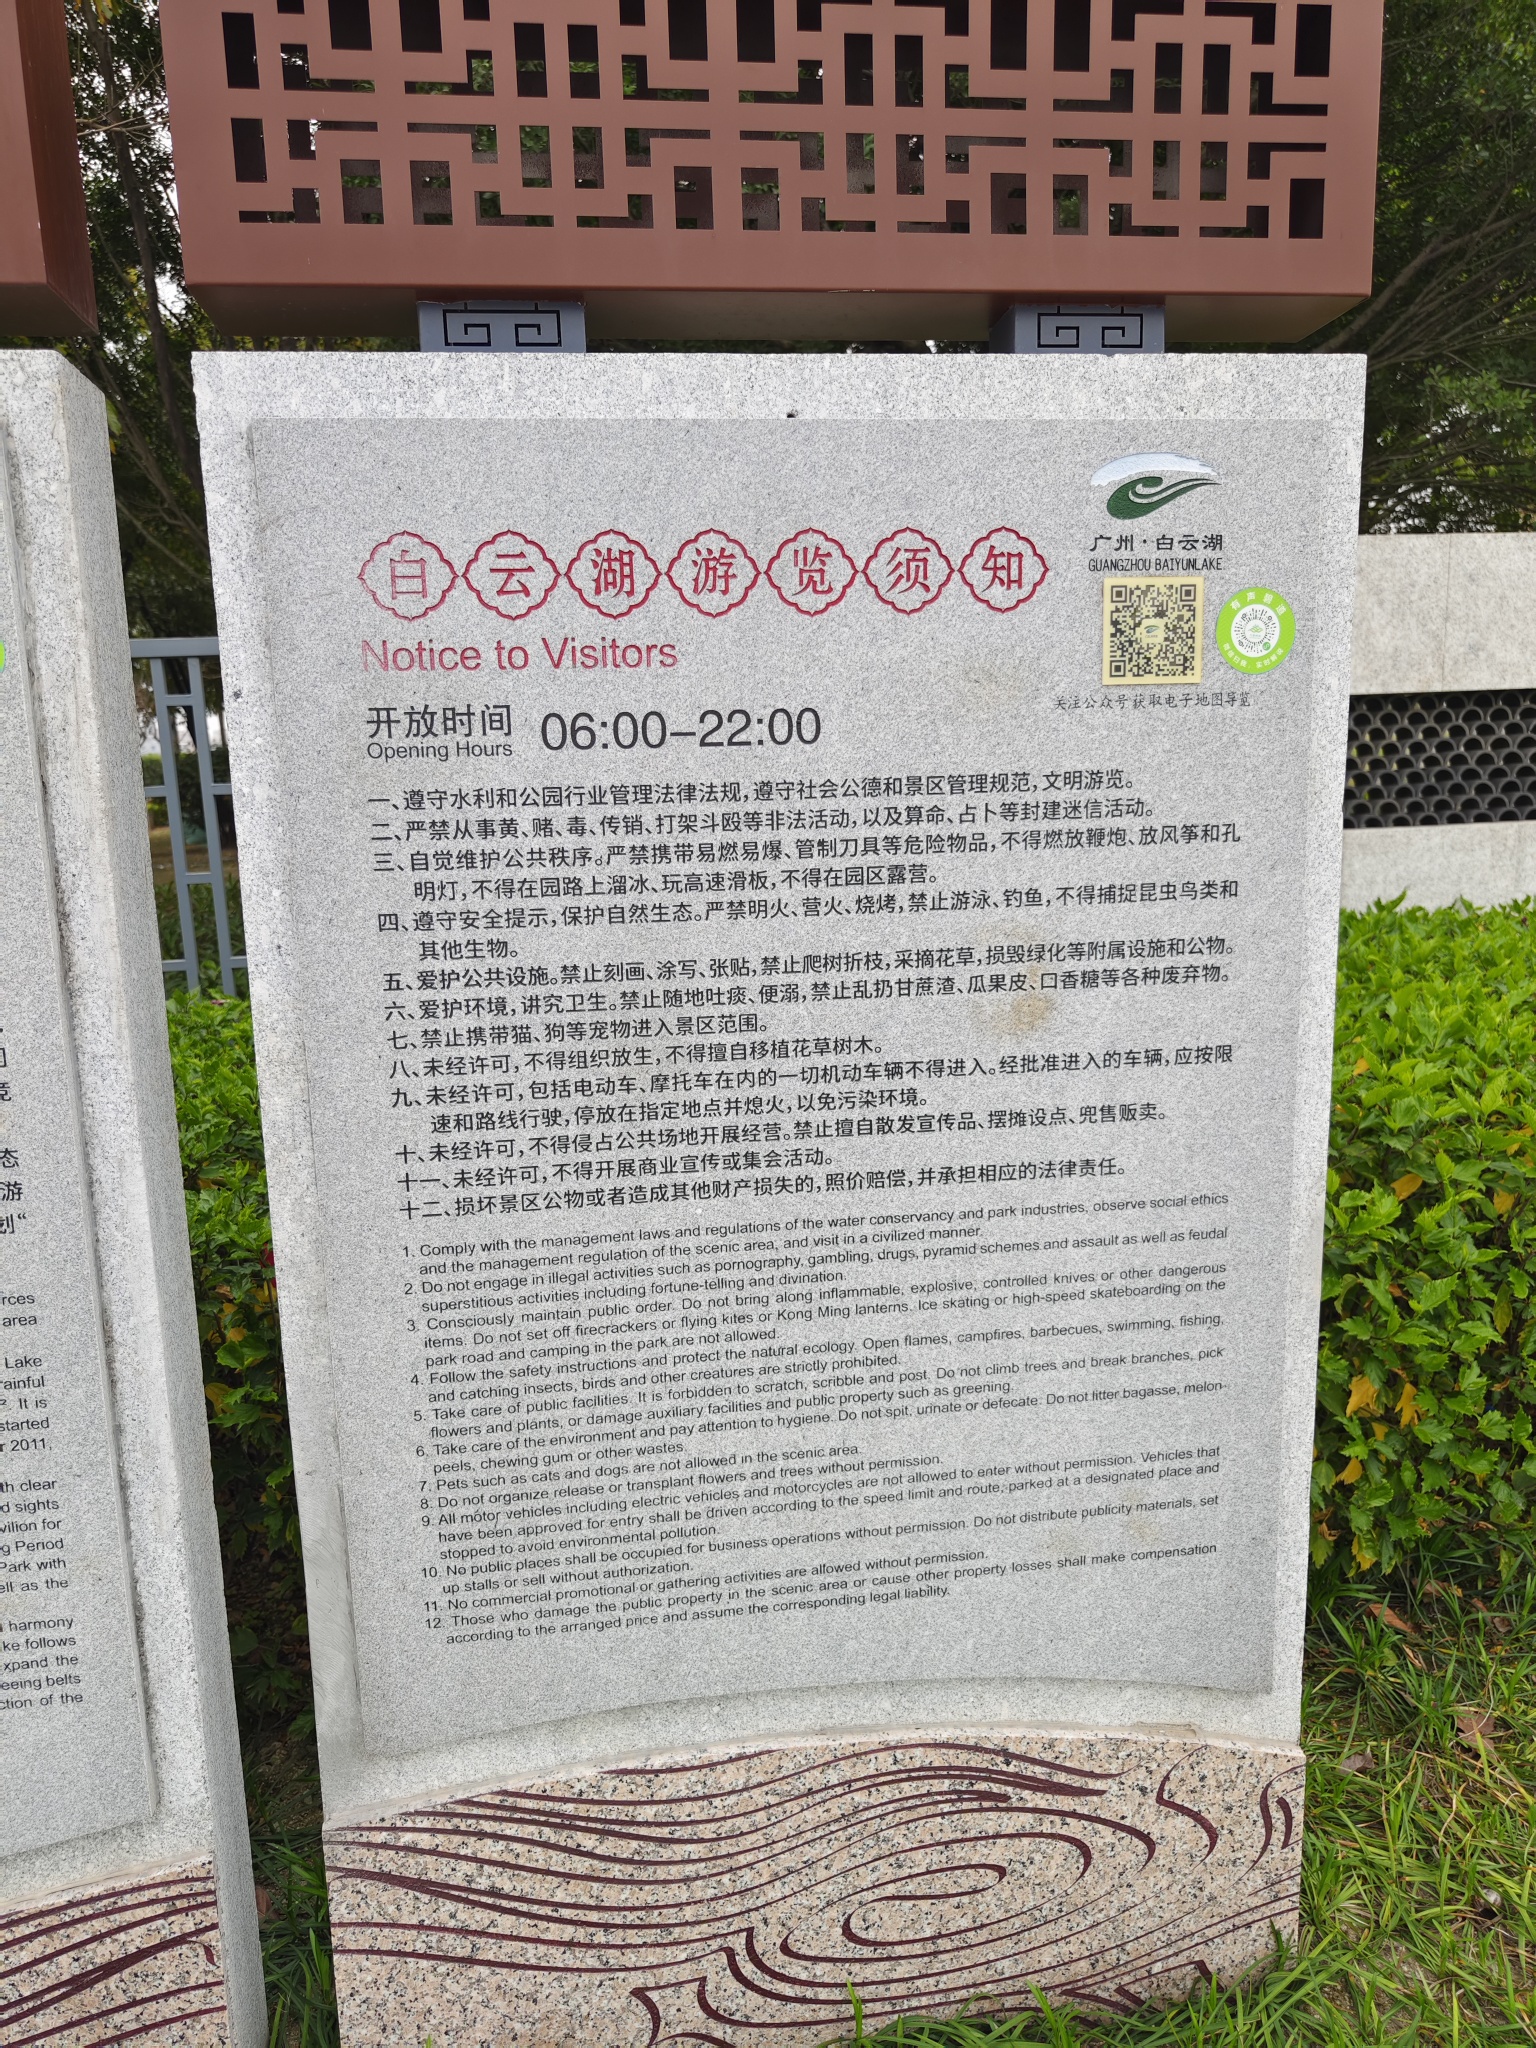 白云湖游览须知
Notice to Visitors
广州·白云湖
GUANGZHOU BAIYUNLAKE
关注公众号获取电子地图导览
开放时间 06:00-22:00
Opening Hours
一、遵守水利和公园行业管理法律法规，遵守社会公德和景区管理规范，文明游览。
二、严禁从事黄、赌、毒、传销、打架斗殴等非法活动，以及算命、占卜等封建迷信活动。
三、自觉维护公共秩序。严禁携带易燃易爆、管制刀具等危险物品，不得燃放鞭炮、放风筝和孔
明灯，不得在园路上溜冰、玩高速滑板，不得在园区露营。
四、遵守安全提示，保护自然生态。严禁明火、营火、烧烤，禁止游泳、钓鱼，不得捕捉昆虫鸟类和
其他生物。
五、爱护公共设施。禁止刻画、涂写、张贴，禁止爬树折枝，采摘花草，损毁绿化等附属设施和公物。
六、爱护环境，讲究卫生。禁止随地吐痰、便溺，禁止乱扔甘蔗渣、瓜果皮、口香糖等各种废弃物。
七、禁止携带猫、狗等宠物进入景区范围。
八、未经许可，不得组织放生，不得擅自移植花草树木。
九、未经许可，包括电动车、摩托车在内的一切机动车辆不得进入。经批准进入的车辆，应按限
速和路线行驶，停放在指定地点并熄火，以免污染环境。
十、未经许可，不得侵占公共场地开展经营。禁止擅自散发宣传品、摆摊设点、兜售贩卖。
十一、未经许可，不得开展商业宣传或集会活动。
十二、损坏景区公物或者造成其他财产损失的，照价赔偿，并承担相应的法律责任。
1. Comply with the management laws and regulations of the water conservancy and park industries, observe social ethics
and the management regulation of the scenic area, and visit in a civilized manner.
2. Do not engage in illegal activities such as pornography, gambling, drugs, pyramid schemes and assault as well as feudal
superstitious activities including fortune-telling and divination.
3. Consciously maintain public order. Do not bring along inflammable, explosive, controlled knives or other dangerous
items. Do not set off firecrackers or flying kites or Kong Ming lanterns. Ice skating or high-speed skateboarding on the
park road and camping in the park are not allowed.
4. Follow the safety instructions and protect the natural ecology. Open flames, campfires, barbecues, swimming, fishing,
and catching insects, birds and other creatures are strictly prohibited.
5. Take care of public facilities. It is forbidden to scratch, scribble and post. Do not climb trees and break branches, pick
flowers and plants, or damage auxiliary facilities and public property such as greening.
6. Take care of the environment and pay attention to hygiene. Do not spit, urinate or defecate. Do not litter bagasse, melon
peels, chewing gum or other wastes.
7. Pets such as cats and dogs are not allowed in the scenic area.
8. Do not organize release or transplant flowers and trees without permission.
9. All motor vehicles including electric vehicles and motorcycles are not allowed to enter without permission. Vehicles that
have been approved for entry shall be driven according to the speed limit and route, parked at a designated place and
stopped to avoid environmental pollution.
10. No public places shall be occupied for business operations without permission. Do not distribute publicity materials, set
up stalls or sell without authorization.
11. No commercial promotional or gathering activities are allowed without permission.
12. Those who damage the public property in the scenic area or cause other property losses shall make compensation
according to the arranged price and assume the corresponding legal liability.
态
游
划“
area
Lake
It is
started
2011,
clear
sights
for
Period
Park with
as the
harmony
follows
the
belts
of the